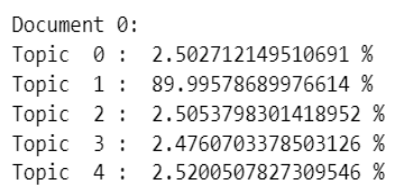 Document 0:
Topic  0 :  2.502712149510691 %
Topic  1 :  89.99578689976614 %
Topic  2 :  2.5053798301418952 %
Topic  3 :  2.4760703378503126 %
Topic  4 :  2.5200507827309546 %